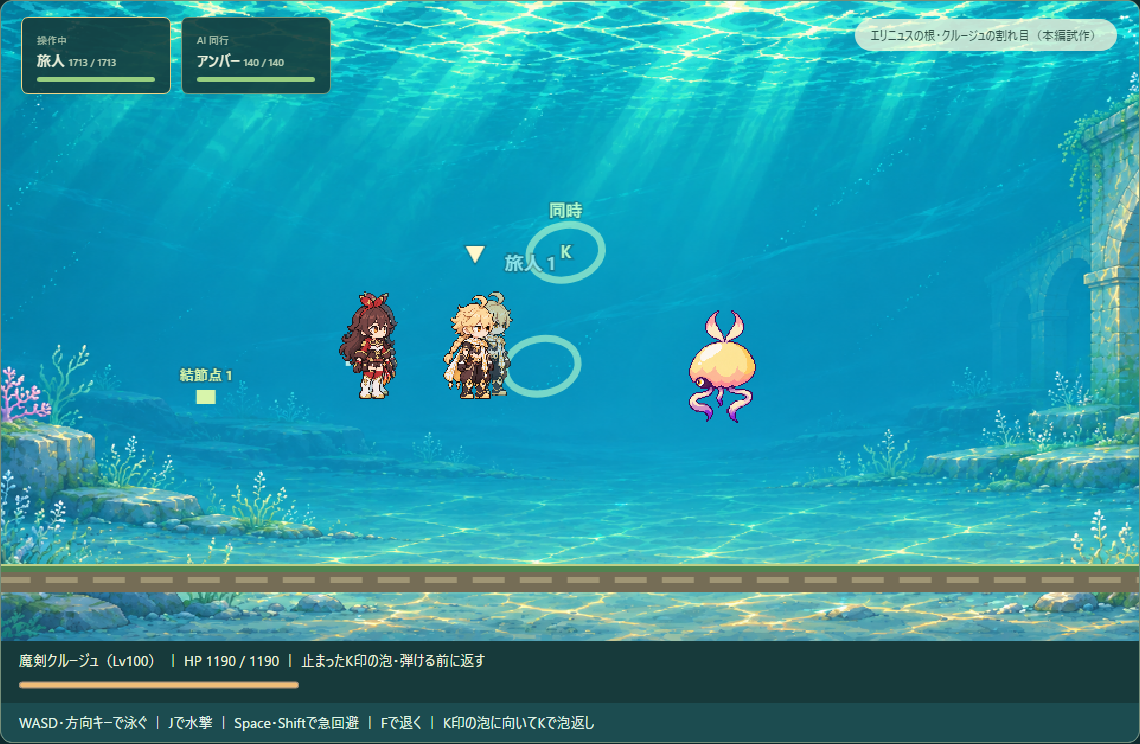 操作中
旅人 1713 / 1713
AI 同行
アンバー 140 / 140
エリニュスの根・クルージュの割れ目（本編試作）
同時
K
旅人 1
結節点 1
魔剣クルージュ（Lv100） | HP 1190 / 1190 | 止まったK印の泡・弾ける前に返す
WASD・方向キーで泳ぐ | Jで水撃 | Space・Shiftで急回避 | Fで退く | K印の泡に向いてKで泡返し